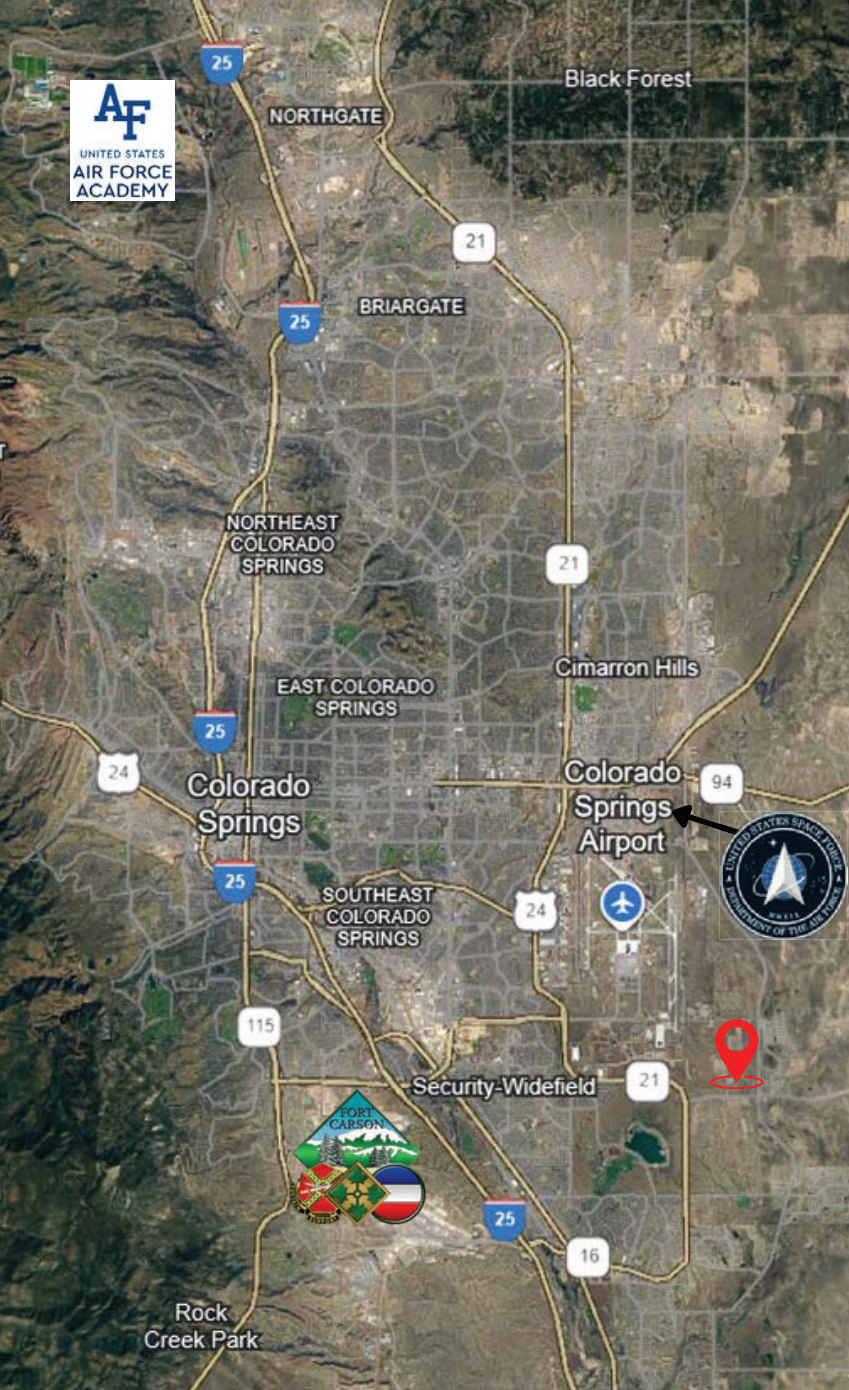 25
Black Forest
AF
UNITED STATES
AIR FORCE
ACADEMY
NORTHGATE
21
BRIARGATE
25
NORTHEAST
COLORADO
SPRINGS
21
Cimarron Hills
EAST COLORADO
SPRINGS
25
24
Colorado
Springs
Colorado
Springs
Airport
94
UNITED STATES SPACE FORCE
DEPARTMENT OF THE AIR FORCE
MMXIX
25
SOUTHEAST
COLORADO
SPRINGS
24
115
Security-Widefield
21
FORT
CARSON
25
16
Rock
Creek Park